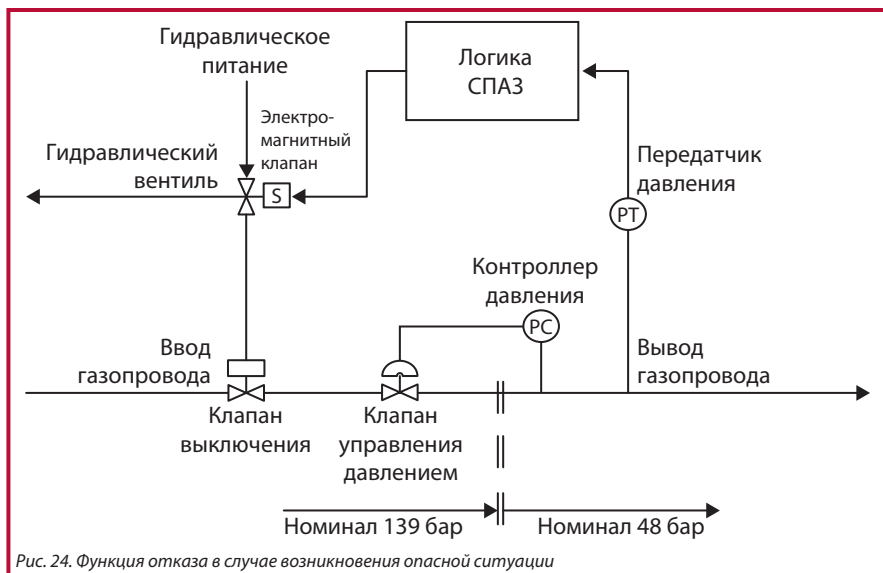 Гидравлическое
питание
Логика
СПАЗ
Электро-
магнитный
клапан
Гидравлический
вентиль
S
Передатчик
давления
PT
Контроллер
давления
PC
Ввод
газопровода
Вывод
газопровода
Клапан
выключения
Клапан
управления
давлением
Номинал 139 бар
Номинал 48 бар
Рис. 24. Функция отказа в случае возникновения опасной ситуации